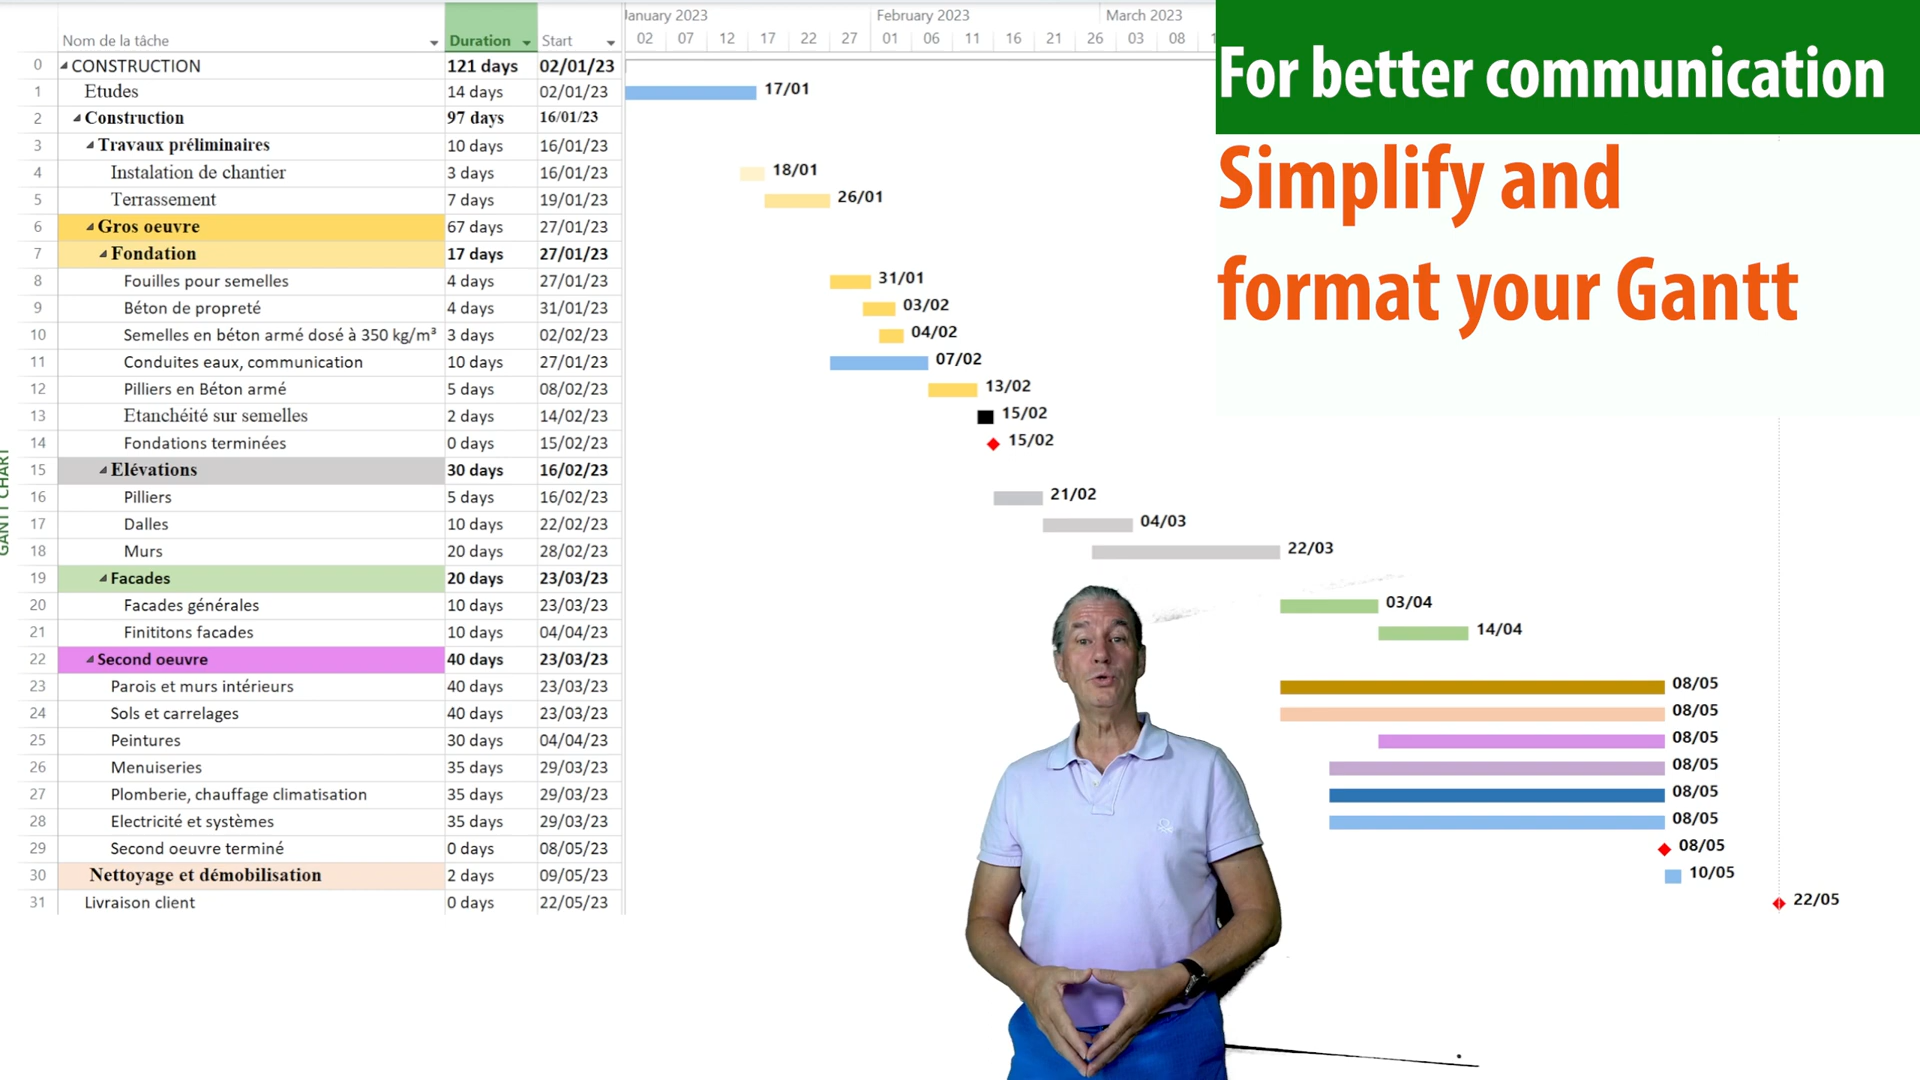 January 2023 February 2023 March 2023
For better communication
Nom de la tâche Duration Start 02 07 12 17 22 27 01 06 11 16 21 26 03 08
0 CONSTRUCTION 121 days 02/01/23
1 Etudes 14 days 02/01/23 17/01
2 Construction 97 days 16/01/23
3 Travaux préliminaires 10 days 16/01/23
Simplify and
4 Instalation de chantier 3 days 16/01/23 18/01
5 Terrassement 7 days 19/01/23 26/01
6 Gros oeuvre 67 days 27/01/23
7 Fondation 17 days 27/01/23
format your Gantt
8 Fouilles pour semelles 4 days 27/01/23 31/01
9 Béton de propreté 4 days 31/01/23 03/02
10 Semelles en béton armé dosé à 350 kg/m³ 3 days 02/02/23 04/02
11 Conduites eaux, communication 10 days 27/01/23 07/02
12 Pilliers en Béton armé 5 days 08/02/23 13/02
13 Etanchéité sur semelles 2 days 14/02/23 15/02
14 Fondations terminées 0 days 15/02/23 15/02
GANTT CHART
15 Elévations 30 days 16/02/23
16 Pilliers 5 days 16/02/23 21/02
17 Dalles 10 days 22/02/23 04/03
18 Murs 20 days 28/02/23 22/03
19 Facades 20 days 23/03/23
20 Facades générales 10 days 23/03/23 03/04
21 Finititons facades 10 days 04/04/23 14/04
22 Second oeuvre 40 days 23/03/23
23 Parois et murs intérieurs 40 days 23/03/23 08/05
24 Sols et carrelages 40 days 23/03/23 08/05
25 Peintures 30 days 04/04/23 08/05
26 Menuiseries 35 days 29/03/23 08/05
27 Plomberie, chauffage climatisation 35 days 29/03/23 08/05
28 Electricité et systèmes 35 days 29/03/23 08/05
29 Second oeuvre terminé 0 days 08/05/23 08/05
30 Nettoyage et démobilisation 2 days 09/05/23 10/05
31 Livraison client 0 days 22/05/23 22/05